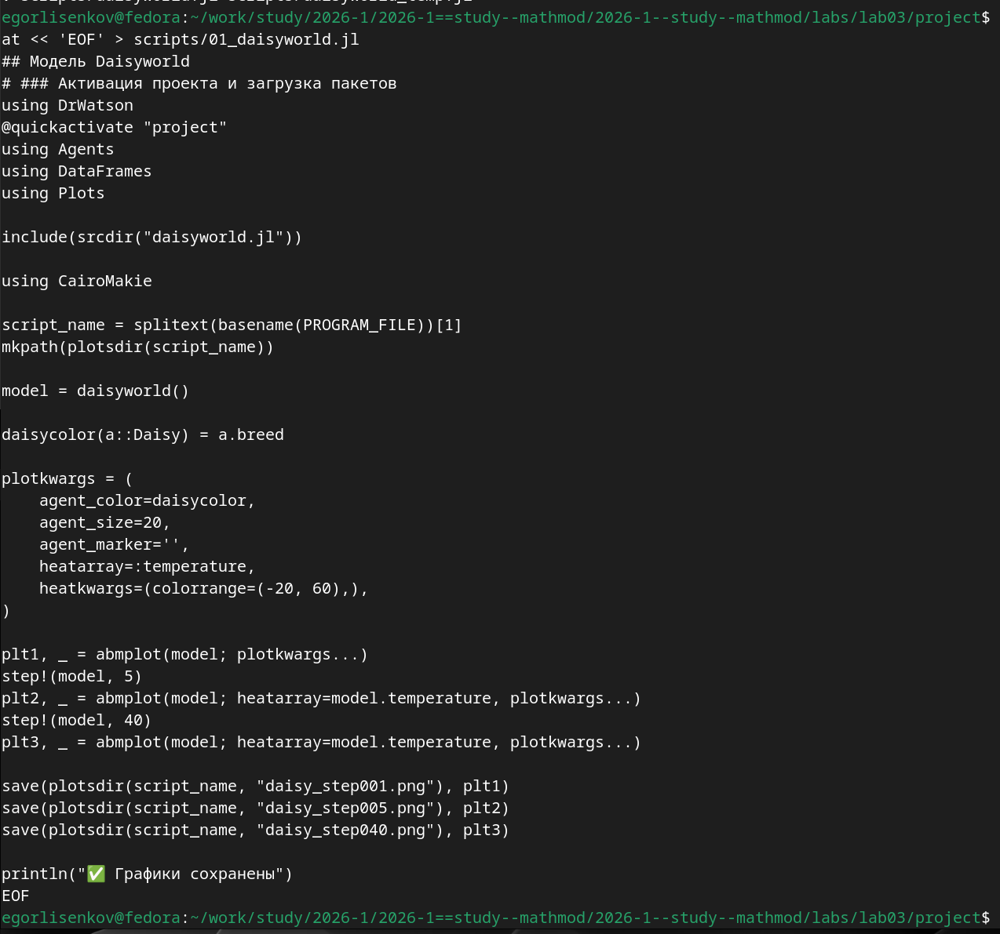 egorlisenkov@fedora:~/work/study/2026-1/2026-1==study--mathmod/2026-1--study--mathmod/labs/lab03/project$
at << 'EOF' > scripts/01_daisyworld.jl
## Модель Daisyworld
# ### Активация проекта и загрузка пакетов
using DrWatson
@quickactivate "project"
using Agents
using DataFrames
using Plots
include(srcdir("daisyworld.jl"))
using CairoMakie
script_name = splitext(basename(PROGRAM_FILE))[1]
mkpath(plotsdir(script_name))
model = daisyworld()
daisycolor(a::Daisy) = a.breed
plotkwargs = (
    agent_color=daisycolor,
    agent_size=20,
    agent_marker='',
    heatarray=:temperature,
    heatkwargs=(colorrange=(-20, 60),),
)
plt1, _ = abmplot(model; plotkwargs...)
step!(model, 5)
plt2, _ = abmplot(model; heatarray=model.temperature, plotkwargs...)
step!(model, 40)
plt3, _ = abmplot(model; heatarray=model.temperature, plotkwargs...)
save(plotsdir(script_name, "daisy_step001.png"), plt1)
save(plotsdir(script_name, "daisy_step005.png"), plt2)
save(plotsdir(script_name, "daisy_step040.png"), plt3)
println("✅ Графики сохранены")
EOF
egorlisenkov@fedora:~/work/study/2026-1/2026-1==study--mathmod/2026-1--study--mathmod/labs/lab03/project$